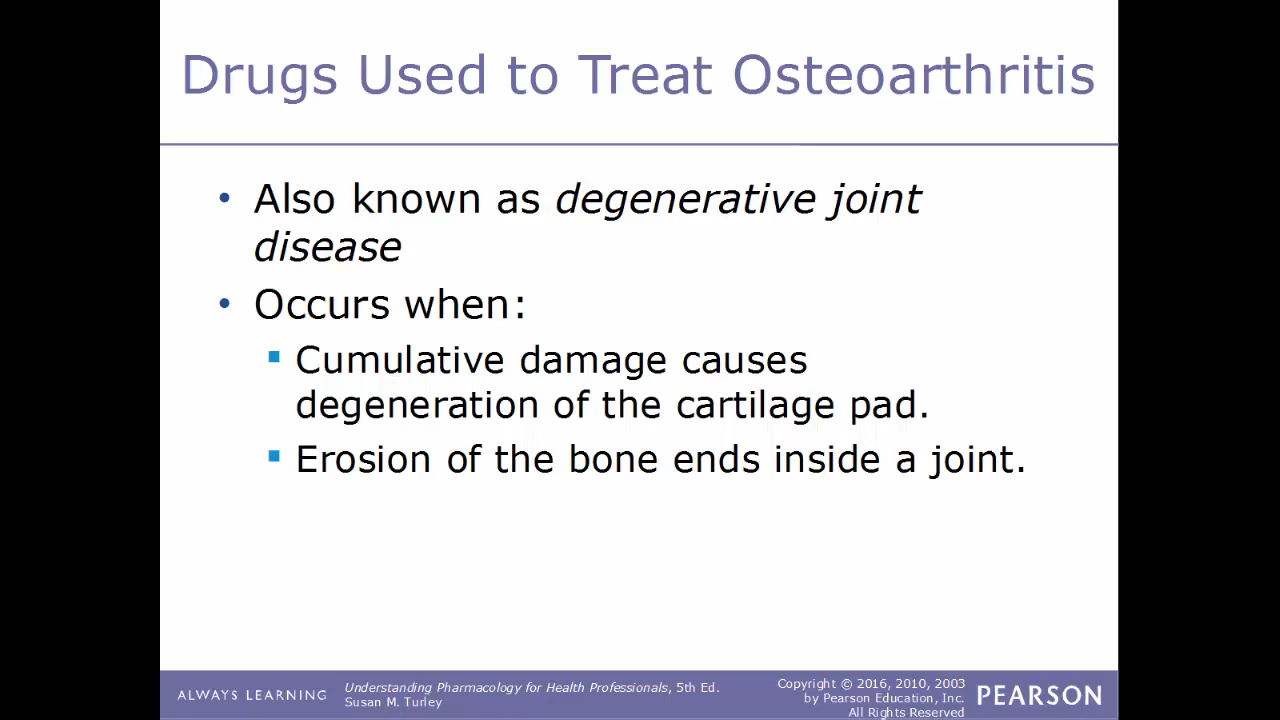 Drugs Used to Treat Osteoarthritis
• Also known as degenerative joint
disease
• Occurs when:
▪ Cumulative damage causes
degeneration of the cartilage pad.
▪ Erosion of the bone ends inside a joint.
ALWAYS LEARNING
Understanding Pharmacology for Health Professionals, 5th Ed.
Susan M. Turley
Copyright © 2016, 2010, 2003
by Pearson Education, Inc.
All Rights Reserved
PEARSON